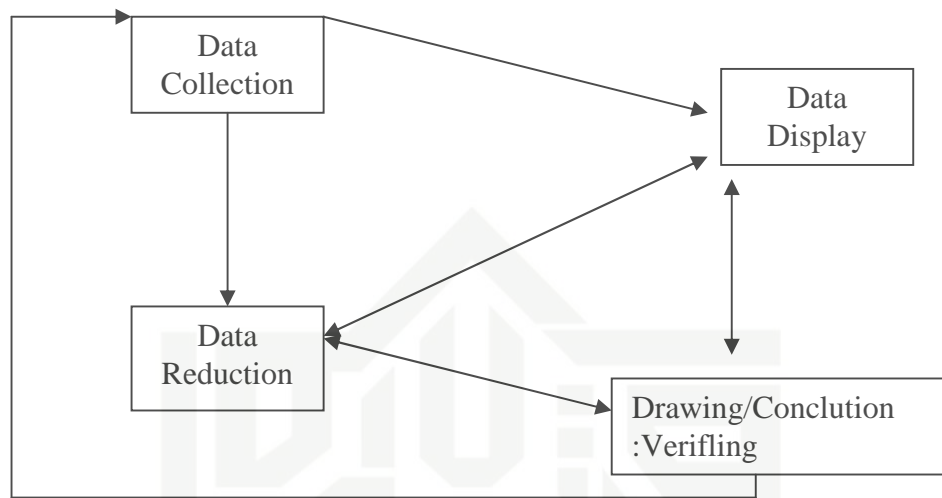 Data
Collection
Data
Display
Data
Reduction
Drawing/Conclution
:Verifling